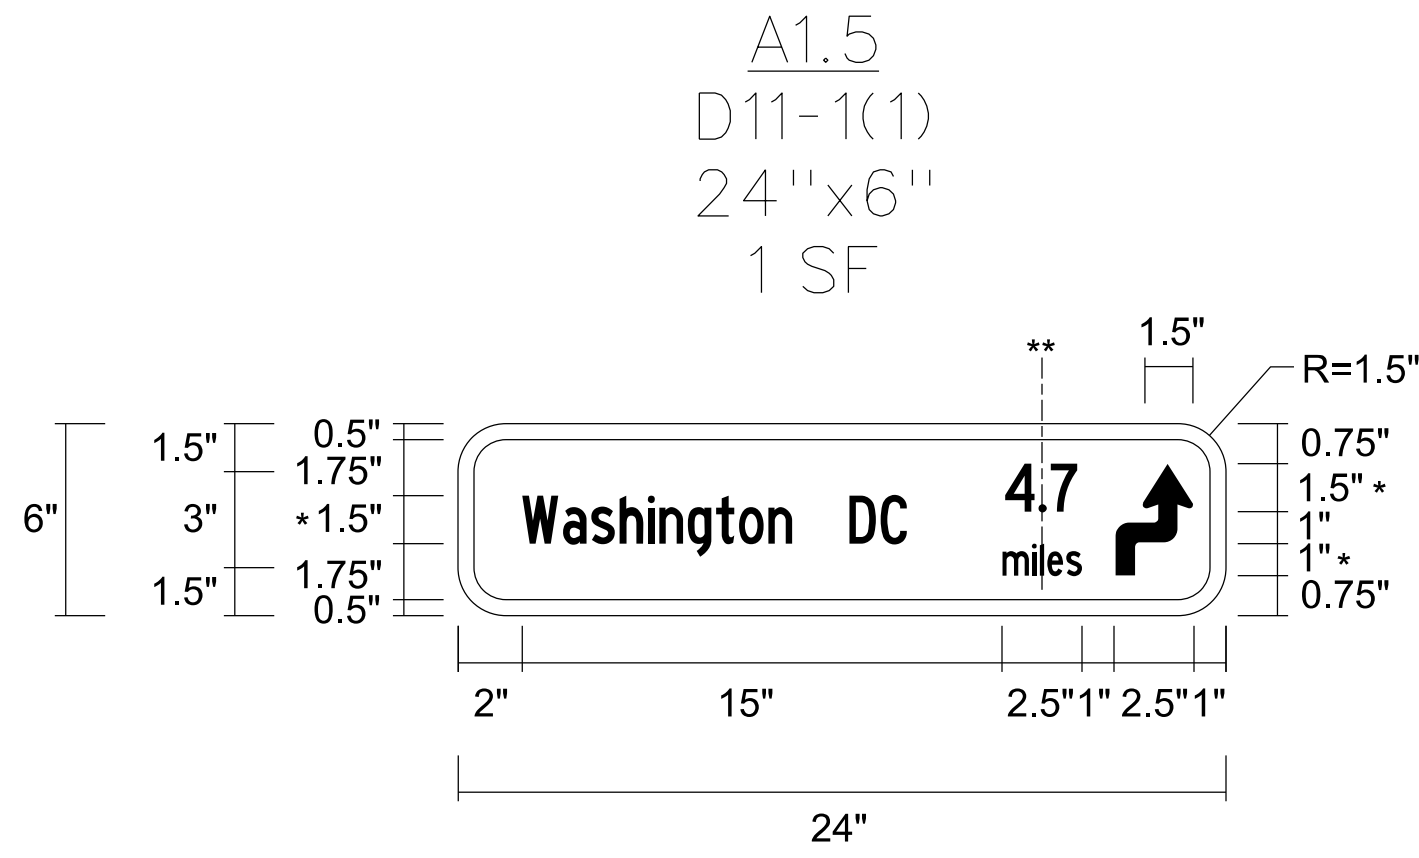 A1.5
D11-1(1)
24"x6"
1 SF
1.5"
**
R=1.5"
6"
1.5"
3"
1.5"
0.5"
1.75"
* 1.5"
1.75"
0.5"
Washington DC
4.7
miles
0.75"
1.5" *
1"
1" *
0.75"
2" 15" 2.5" 1" 2.5" 1"
24"